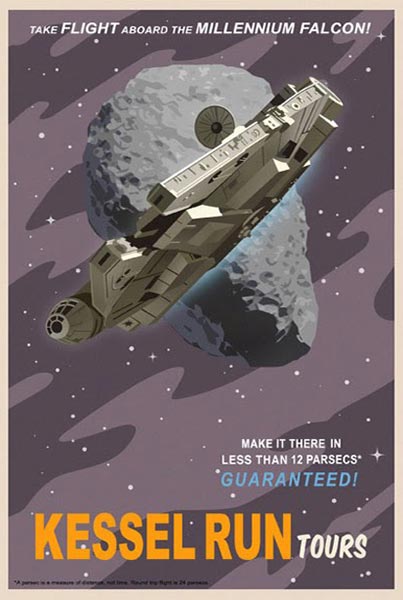 TAKE FLIGHT ABOARD THE MILLENNIUM FALCON!
MAKE IT THERE IN
LESS THAN 12 PARSECS*
GUARANTEED!
KESSEL RUN TOURS
*A parsec is a measure of distance, not time. Round trip flight is 24 parsecs.